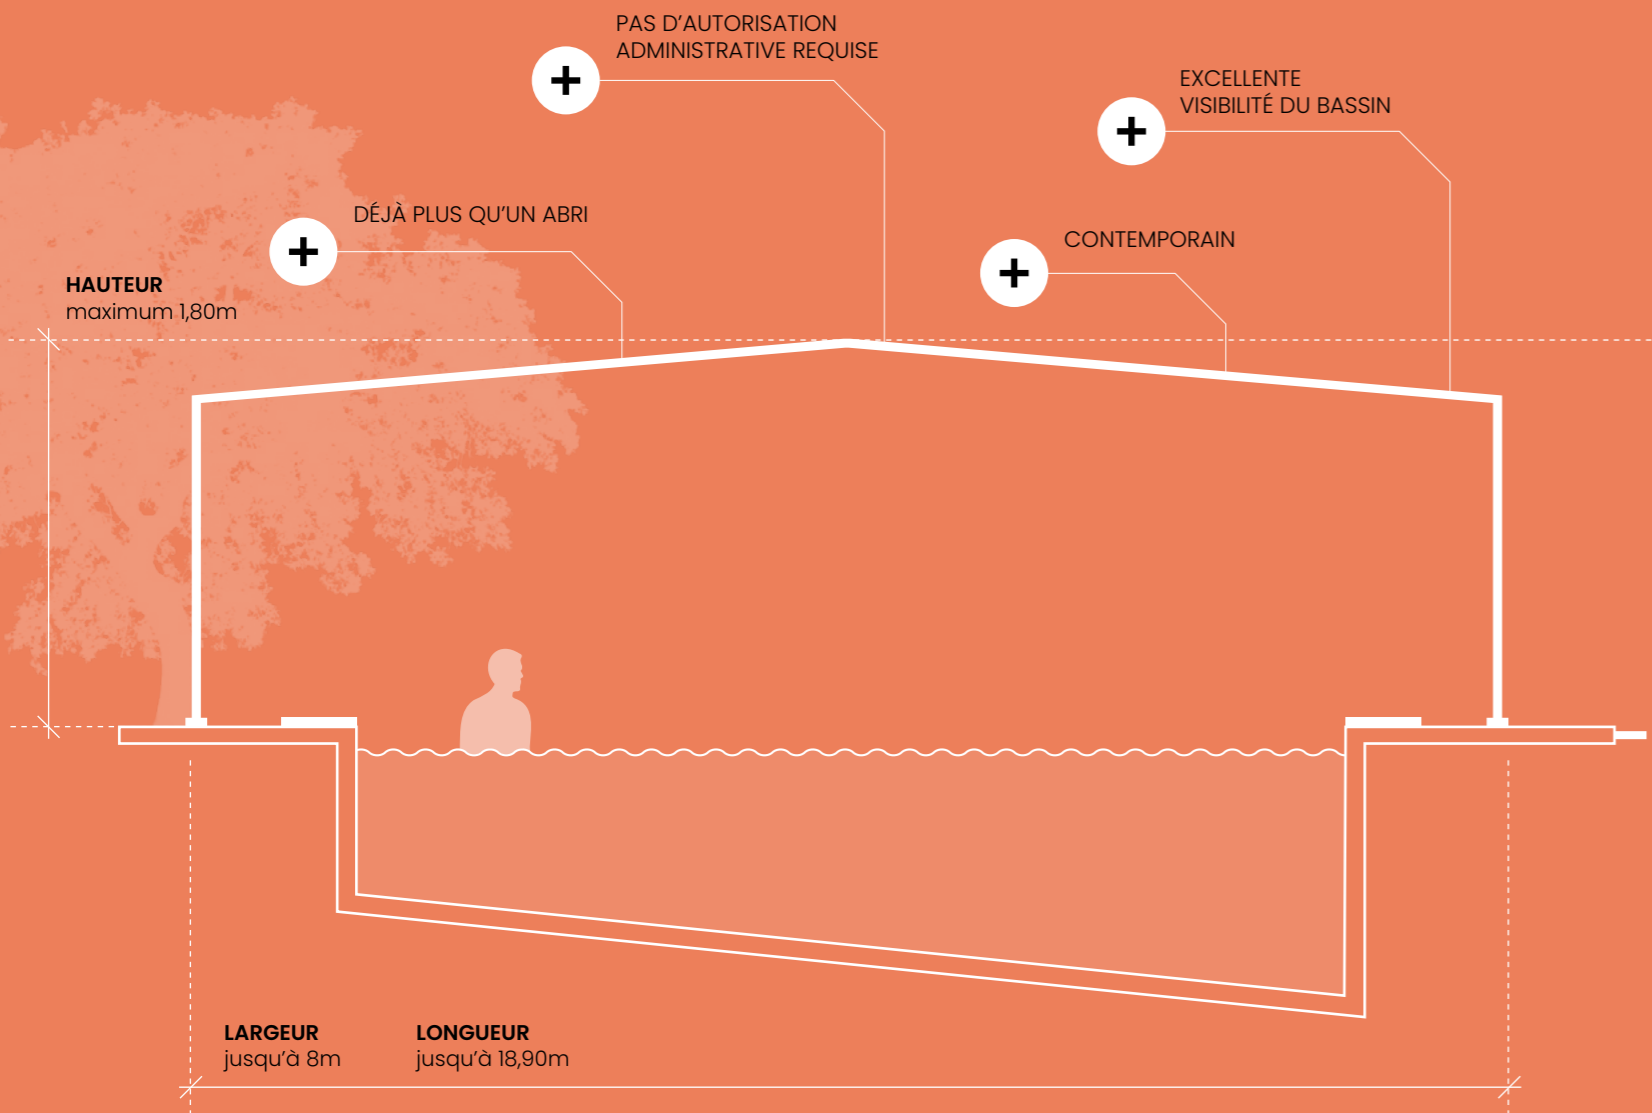 PAS D'AUTORISATION
ADMINISTRATIVE REQUISE
EXCELLENTE
VISIBILITÉ DU BASSIN
DÉJÀ PLUS QU'UN ABRI
CONTEMPORAIN
HAUTEUR
maximum 1,80m
LARGEUR
jusqu'à 8m
LONGUEUR
jusqu'à 18,90m